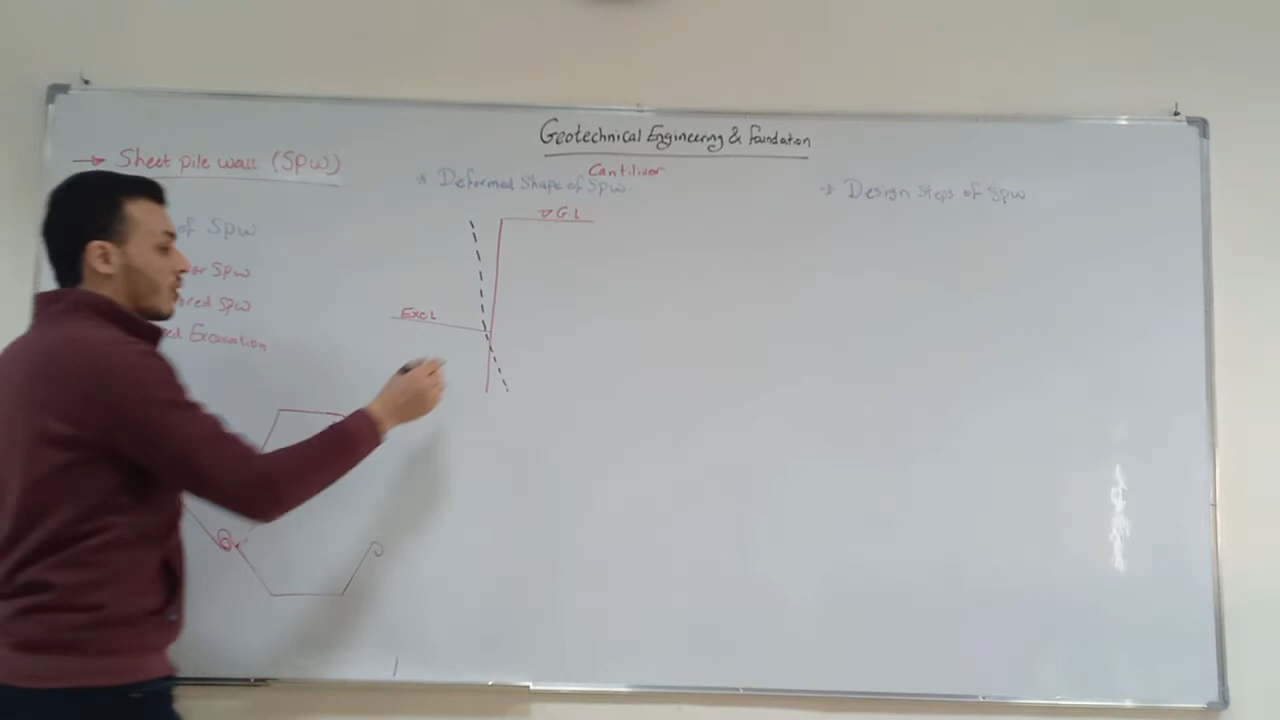 Geotechnical Engineering & Foundation
→ Sheet pile wall (Spw)
of Spw
Spw
Spw
Excavation
* Deformed Shape of Spw
Cantiliver
▽ G.L
Exc L
→ Design Steps of Spw